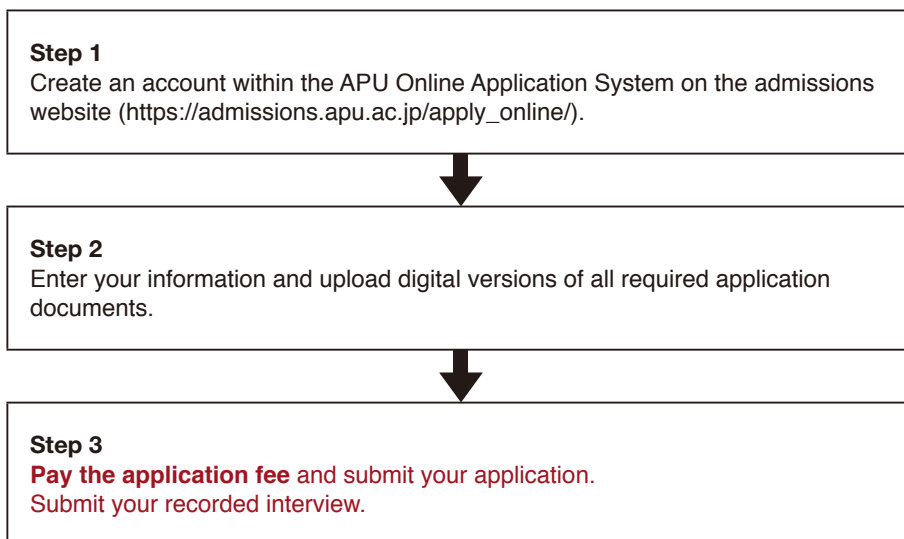 Step 1
Create an account within the APU Online Application System on the admissions
website (https://admissions.apu.ac.jp/apply_online/).
Step 2
Enter your information and upload digital versions of all required application
documents.
Step 3
Pay the application fee and submit your application.
Submit your recorded interview.